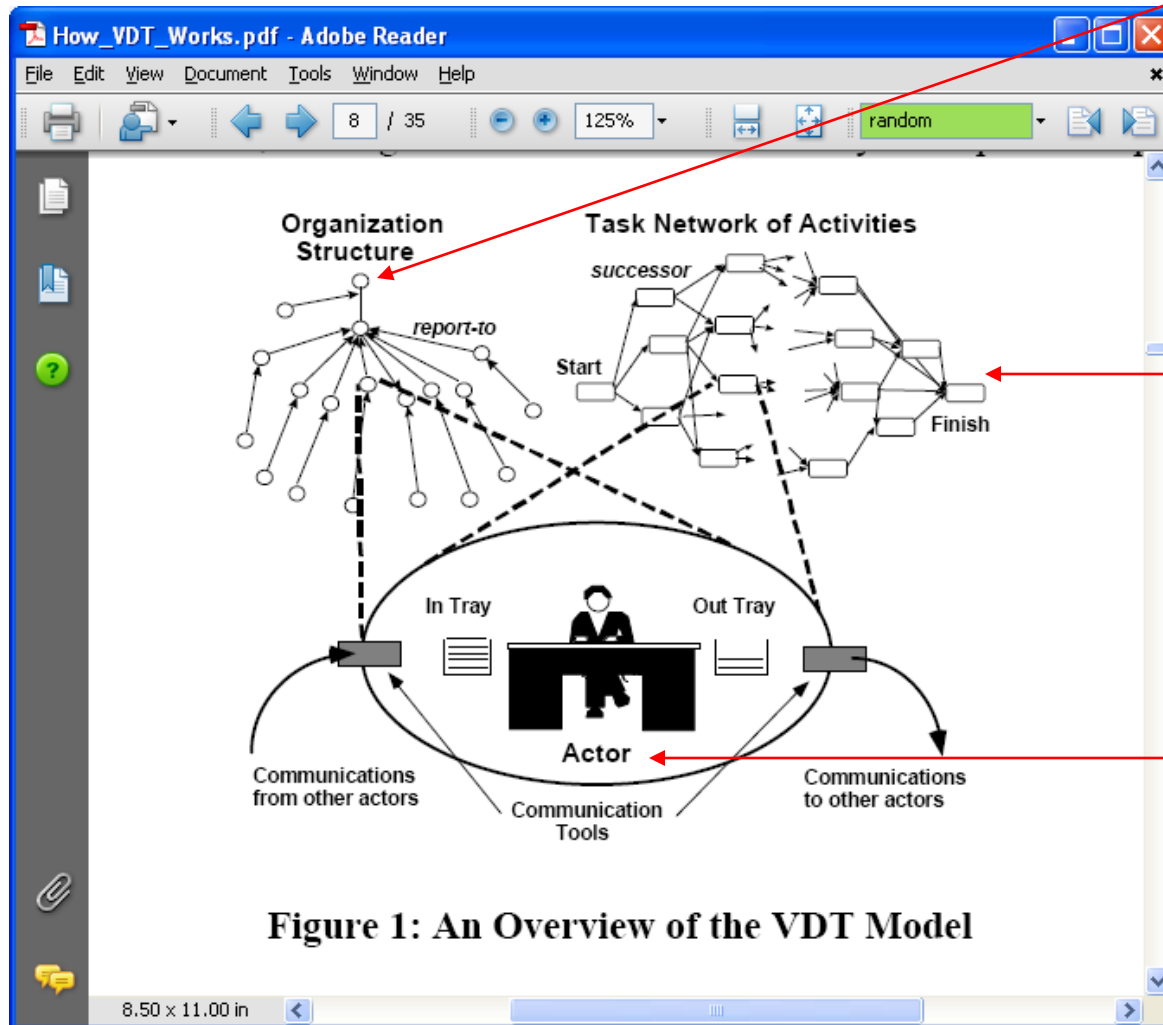 How_VDT_Works.pdf - Adobe Reader
File Edit View Document Tools Window Help
8 / 35 125% random
Organization
Structure
report-to
Task Network of Activities
successor
Start
Finish
In Tray
Out Tray
Actor
Communications
from other actors
Communication
Tools
Communications
to other actors
Figure 1: An Overview of the VDT Model
8.50 x 11.00 in